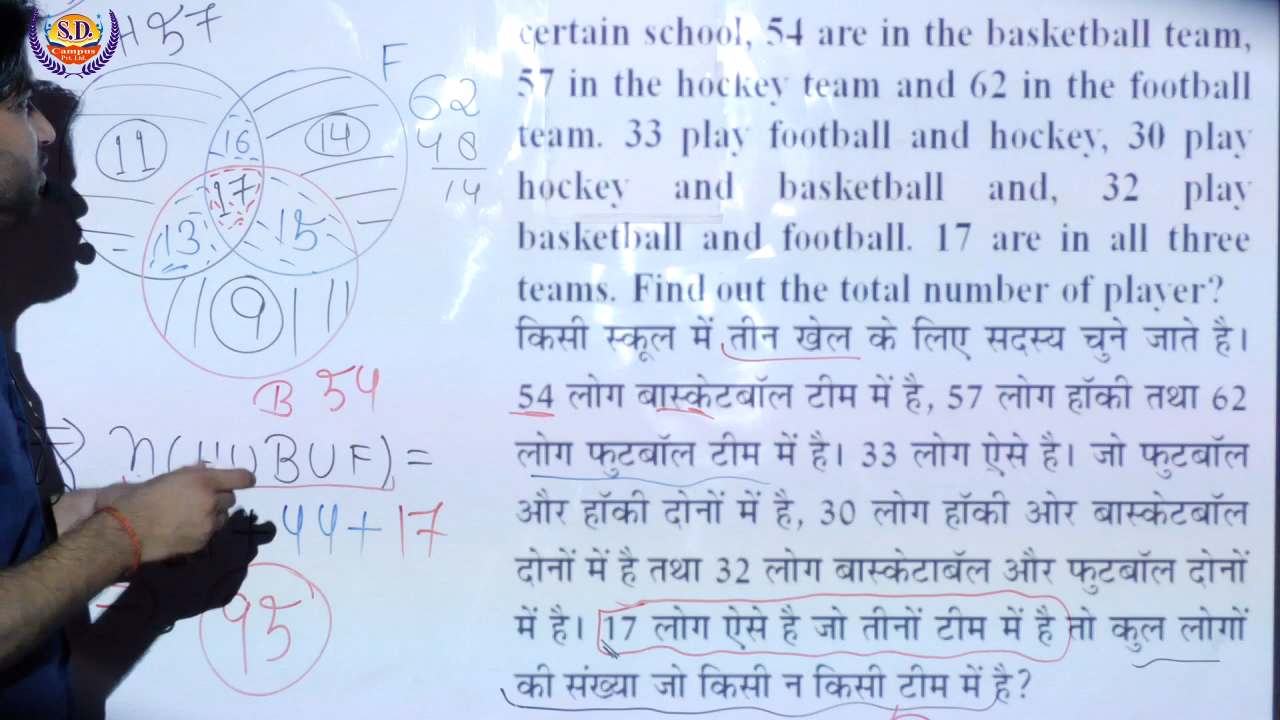 S.D.
Campus
Pvt. Ltd.
H 57
F
62
48
14
11
16
14
17
13
15
9
B 54
n(HUBUF) =
+44+17
95
certain school, 54 are in the basketball team,
57 in the hockey team and 62 in the football
team. 33 play football and hockey, 30 play
hockey and basketball and, 32 play
basketball and football. 17 are in all three
teams. Find out the total number of player?
किसी स्कूल में तीन खेल के लिए सदस्य चुने जाते है।
54 लोग बास्केटबॉल टीम में है, 57 लोग हॉकी तथा 62
लोग फुटबॉल टीम में है। 33 लोग ऐसे है। जो फुटबॉल
और हॉकी दोनों में है, 30 लोग हॉकी ओर बास्केटबॉल
दोनों में है तथा 32 लोग बास्केटाबॅल और फुटबॉल दोनों
में है। 17 लोग ऐसे है जो तीनों टीम में है तो कुल लोगों
की संख्या जो किसी न किसी टीम में है?